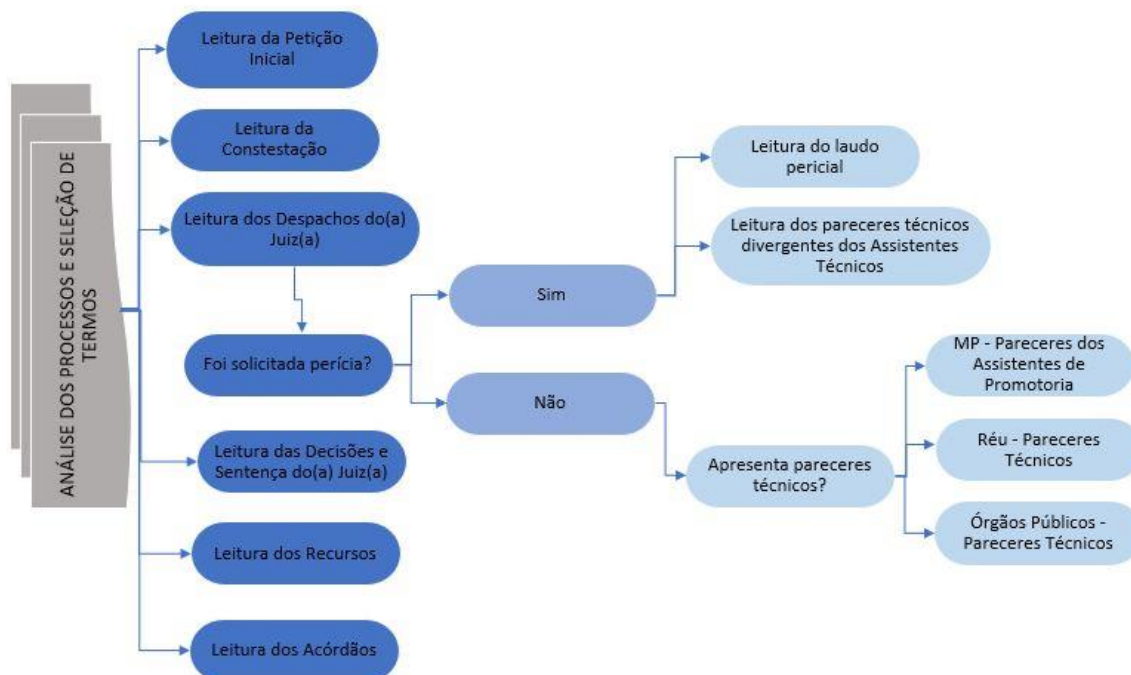 ANÁLISE DOS PROCESSOS E SELEÇÃO DE
TERMOS
Leitura da Petição
Inicial
Leitura da
Constestação
Leitura dos Despachos do(a)
Juiz(a)
Foi solicitada perícia?
Leitura das Decisões e
Sentença do(a) Juiz(a)
Leitura dos Recursos
Leitura dos Acórdãos
Sim
Não
Leitura do laudo
pericial
Leitura dos pareceres técnicos
divergentes dos Assistentes
Técnicos
Apresenta pareceres
técnicos?
MP - Pareceres dos
Assistentes de
Promotoria
Réu - Pareceres
Técnicos
Órgãos Públicos -
Pareceres Técnicos